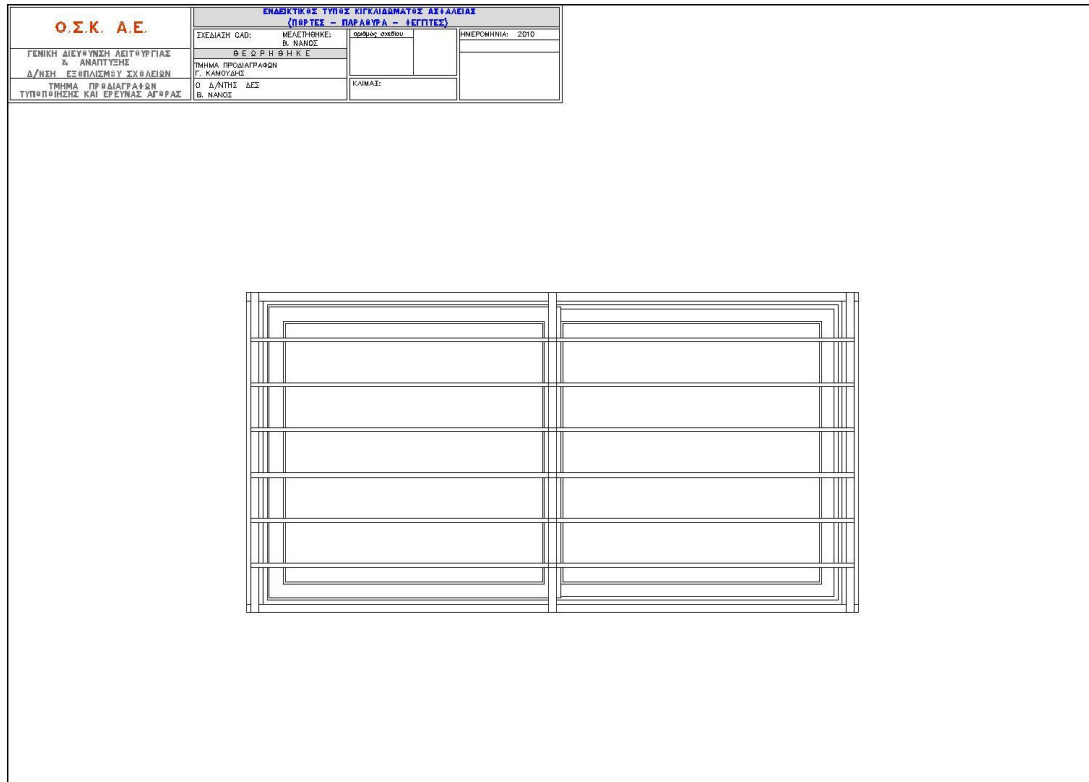 Ο.Σ.Κ. Α.Ε.
ΓΕΝΙΚΗ ΔΙΕΥΘΥΝΣΗ ΛΕΙΤΟΥΡΓΙΑΣ
& ΑΝΑΠΤΥΞΗΣ
Δ/ΝΣΗ ΕΞΟΠΛΙΣΜΟΥ ΣΧΟΛΕΙΩΝ
ΤΜΗΜΑ ΠΡΟΔΙΑΓΡΑΦΩΝ
ΤΥΠΟΠΟΙΗΣΗΣ ΚΑΙ ΕΡΕΥΝΑΣ ΑΓΟΡΑΣ
ΕΝΔΕΙΚΤΙΚΟΣ ΤΥΠΟΣ ΚΙΓΚΛΙΔΩΜΑΤΟΣ ΑΣΦΑΛΕΙΑΣ
(ΠΟΡΤΕΣ - ΠΑΡΑΘΥΡΑ - ΦΕΓΓΙΤΕΣ)
ΣΧΕΔΙΑΣΗ CAD:
ΜΕΛΕΤΗΘΗΚΕ:
Β. ΝΑΝΟΣ
ΘΕΩΡΗΘΗΚΕ
ΤΜΗΜΑ ΠΡΟΔΙΑΓΡΑΦΩΝ
Γ. ΚΑΜΟΥΔΗΣ
Ο Δ/ΝΤΗΣ ΔΕΣ
Β. ΝΑΝΟΣ
αριθμός σχεδίου
ΚΛΙΜΑΞ:
ΗΜΕΡΟΜΗΝΙΑ: 2010